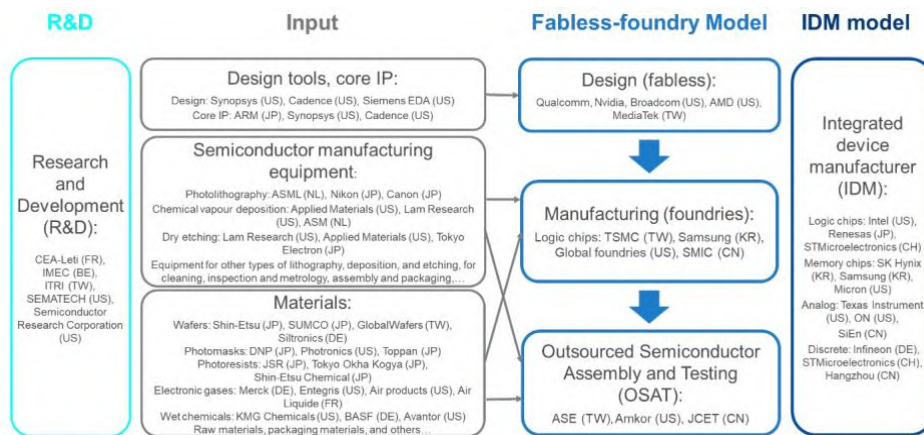 R&D
Input
Fabless-foundry Model
IDM model
Research
and
Development
(R&D):
CEA-Leti (FR),
IMEC (BE),
ITRI (TW),
SEMATECH (US),
Semiconductor
Research Corporation
(US)
Design tools, core IP:
Design: Synopsys (US), Cadence (US), Siemens EDA (US)
Core IP: ARM (JP), Synopsys (US), Cadence (US)
Semiconductor manufacturing
equipment:
Photolithography: ASML (NL), Nikon (JP), Canon (JP)
Chemical vapour deposition: Applied Materials (US), Lam Research
(US), ASM (NL)
Dry etching: Lam Research (US), Applied Materials (US), Tokyo
Electron (JP)
Equipment for other types of lithography, deposition, and etching, for
cleaning, inspection and metrology, assembly and packaging,…
Materials:
Wafers: Shin-Etsu (JP), SUMCO (JP), GlobalWafers (TW),
Siltronics (DE)
Photomasks: DNP (JP), Photronics (US), Toppan (JP)
Photoresists: JSR (JP), Tokyo Okha Kogya (JP),
Shin-Etsu Chemical (JP)
Electronic gases: Merck (DE), Entegris (US), Air products (US), Air
Liquide (FR)
Wet chemicals: KMG Chemicals (US), BASF (DE), Avantor (US)
Raw materials, packaging materials, and others…
Design (fabless):
Qualcomm, Nvidia, Broadcom (US), AMD (US),
MediaTek (TW)
Manufacturing (foundries):
Logic chips: TSMC (TW), Samsung (KR),
Global foundries (US), SMIC (CN)
Outsourced Semiconductor
Assembly and Testing
(OSAT):
ASE (TW), Amkor (US), JCET (CN)
Integrated
device
manufacturer
(IDM):
Logic chips: Intel (US),
Renesas (JP),
STMicroelectronics (CH)
Memory chips: SK Hynix
(KR), Samsung (KR),
Micron (US)
Analog: Texas Instrument
(US), ON (US),
SiEn (CN)
Discrete: Infineon (DE),
STMicroelectronics (CH),
Hangzhou (CN)